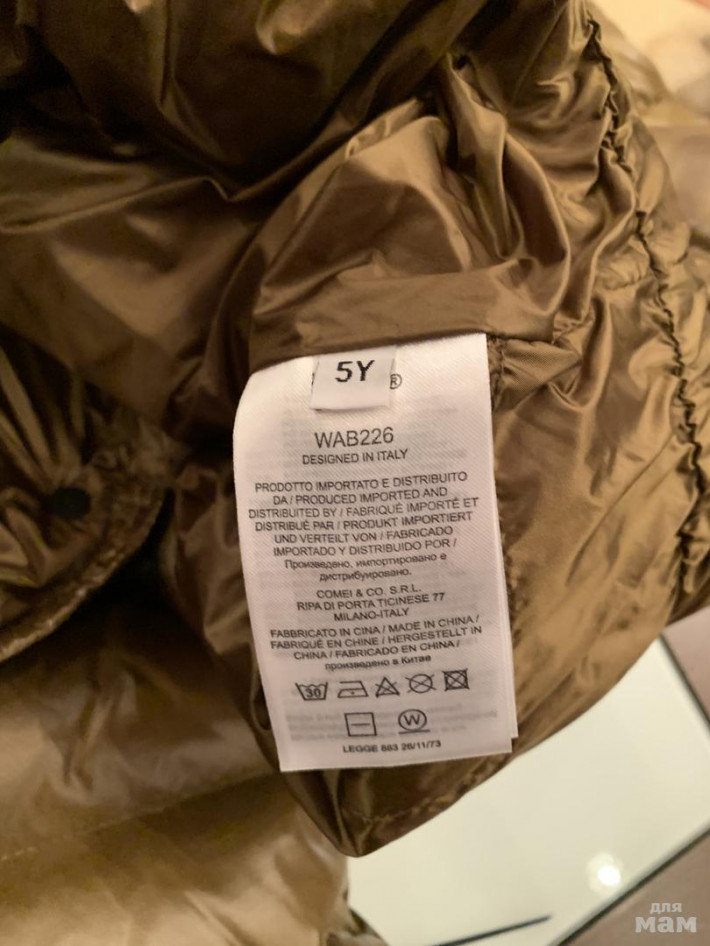 5Y
®
WAB226
DESIGNED IN ITALY
PRODOTTO IMPORTATO E DISTRIBUITO
DA / PRODUCED IMPORTED AND
DISTRIBUITED BY / FABRIQUÉ IMPORTÉ ET
DISTRIBUÉ PAR / PRODUKT IMPORTIERT
UND VERTEILT VON / FABRICADO
IMPORTADO Y DISTRIBUIDO POR /
Произведено, импортировано е
дистрибуировано.
COMEI & CO. S.R.L.
RIPA DI PORTA TICINESE 77
MILANO-ITALY
FABBRICATO IN CINA / MADE IN CHINA /
FABRIQUÉ EN CHINE / HERGESTELLT IN
CHINA / FABRICADO EN CHINA /
произведено в Китае
30
W
LEGGE 883 26/11/73
для
мам